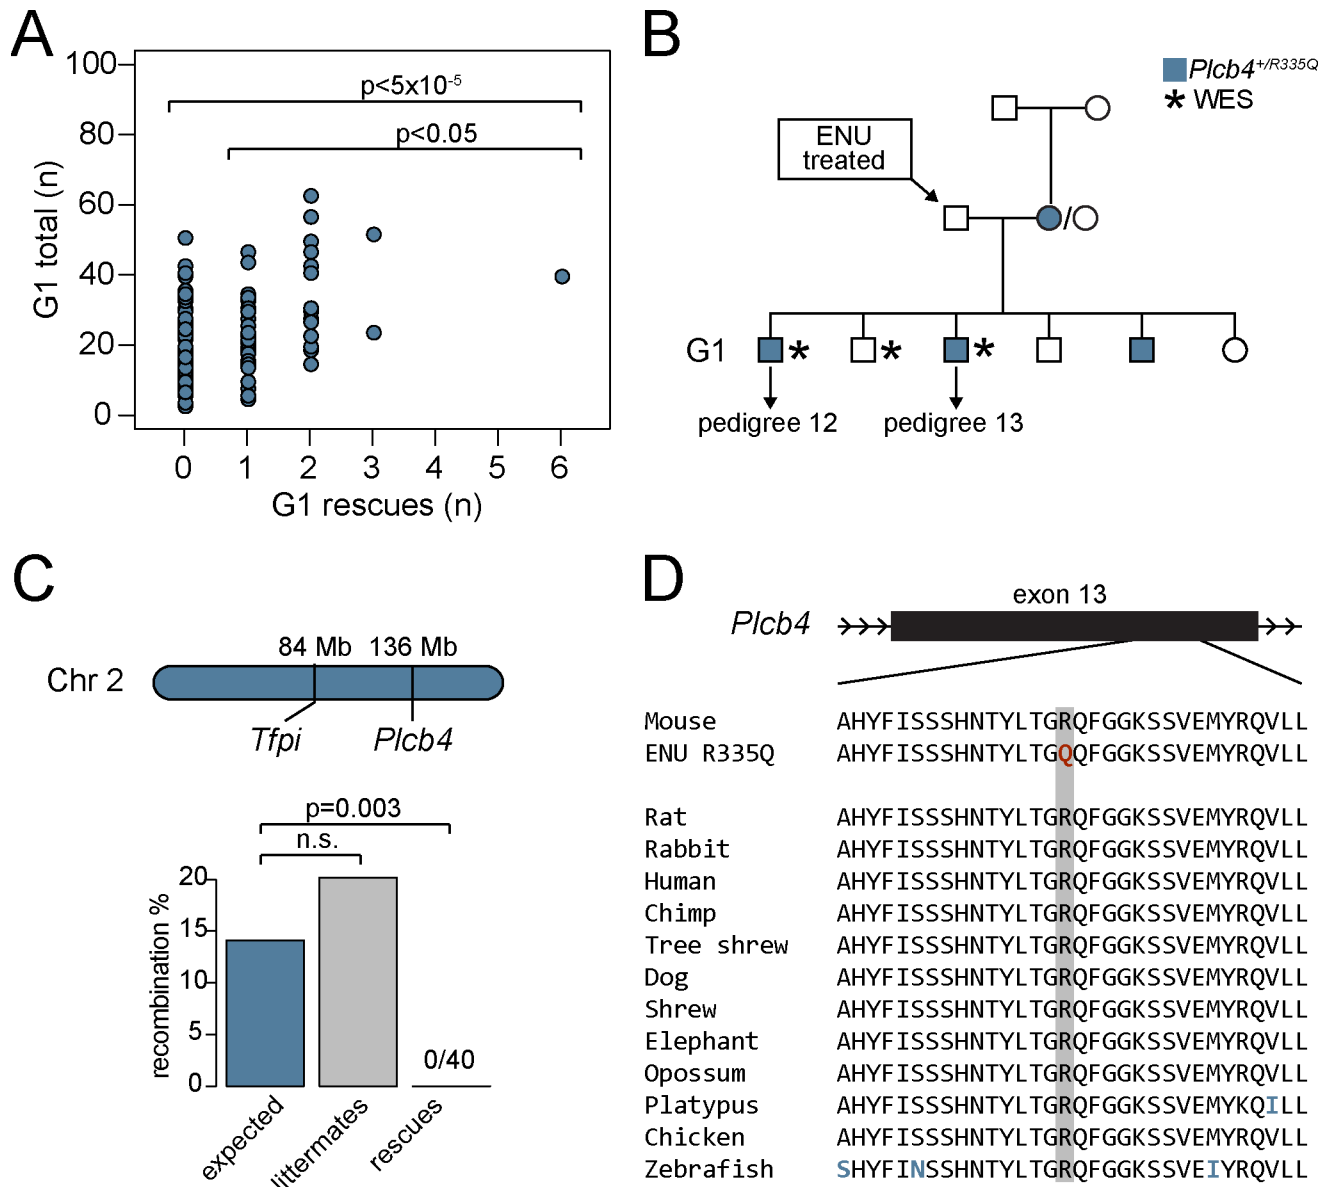 A
100
80
60
40
20
0
G1 total (n)
p<5x10-5
p<0.05
0 1 2 3 4 5 6
G1 rescues (n)
B
Plcb4+/R335Q
* WES
ENU
treated
/
G1 * * *
pedigree 12 pedigree 13
C
84 Mb 136 Mb
Chr 2
Tfpi Plcb4
p=0.003
n.s.
20
15
10
5
0
recombination %
0/40
expected
littermates
rescues
D
exon 13
Plcb4
Mouse AHYFISSSHNTYLTGRQFGGKSSVEMYRQVLL
ENU R335Q AHYFISSSHNTYLTGQQFGGKSSVEMYRQVLL
Rat AHYFISSSHNTYLTGRQFGGKSSVEMYRQVLL
Rabbit AHYFISSSHNTYLTGRQFGGKSSVEMYRQVLL
Human AHYFISSSHNTYLTGRQFGGKSSVEMYRQVLL
Chimp AHYFISSSHNTYLTGRQFGGKSSVEMYRQVLL
Tree shrew AHYFISSSHNTYLTGRQFGGKSSVEMYRQVLL
Dog AHYFISSSHNTYLTGRQFGGKSSVEMYRQVLL
Shrew AHYFISSSHNTYLTGRQFGGKSSVEMYRQVLL
Elephant AHYFISSSHNTYLTGRQFGGKSSVEMYRQVLL
Opossum AHYFISSSHNTYLTGRQFGGKSSVEMYRQVLL
Platypus AHYFISSSHNTYLTGRQFGGKSSVEMYKQILL
Chicken AHYFISSSHNTYLTGRQFGGKSSVEMYRQVLL
Zebrafish SHYFINSSHNTYLTGRQFGGKSSVEIYRQVLL